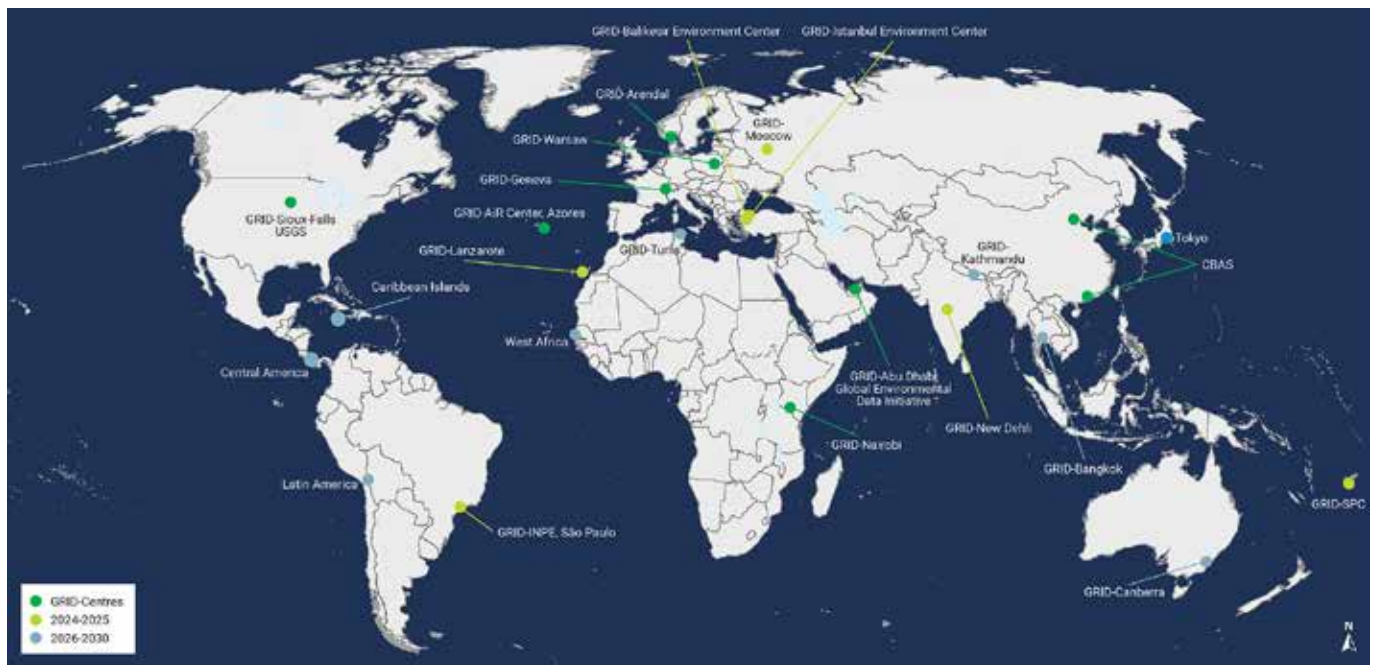 GRID-Balikesir Environment Center
GRID-Istanbul Environment Center
GRID-Arendal
GRID-
Moscow
GRID-Warsaw
GRID-Geneva
GRID-Sioux-Falls
USGS
GRID AiR Center, Azores
GRID-Lanzarote
GRID-Tunis
Tokyo
GRID-
Kathmandu
CBAS
Caribbean Islands
West Africa
Central America
GRID-Abu Dhabi,
Global Environmental
Data Initiative
GRID-Nairobi
GRID-New Dehli
GRID-Bangkok
Latin America
GRID-SPC
GRID-INPE, São Paulo
GRID-Canberra
GRID-Centres
2024-2025
2026-2030
N